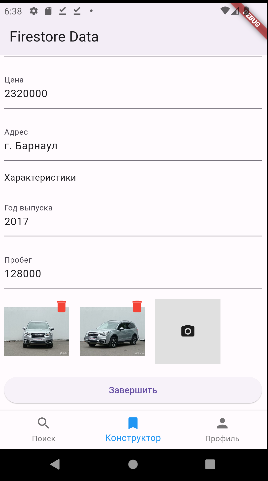 6:38
DEBUG
Firestore Data
Цена
2320000
Адрес
г. Барнаул
Характеристики
Год выпуска
2017
Пробег
128000
Завершить
Поиск
Конструктор
Профиль